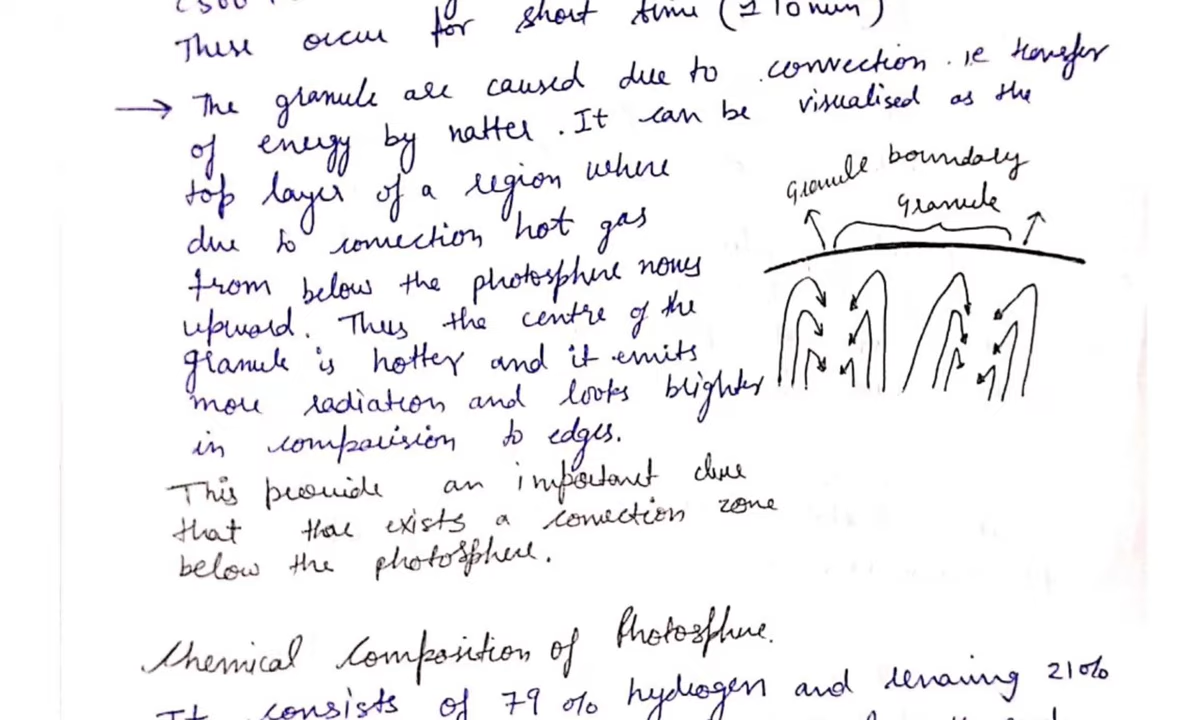 These occur for short time (≃ 10 min)
→ The granule are caused due to convection . ie transfer
of energy by matter . It can be visualised as the
top layer of a region where
due to convection hot gas
from below the photosphere moves
upward. Thus the centre of the
granule is hotter and it emits
more radiation and looks brighter
in comparision to edges.
Granule boundary
Granule
This provide an important clue
that there exists a convection zone
below the photosphere.
Chemical Composition of Photosphere.
It consists of 79 % hydrogen and remaing 21%